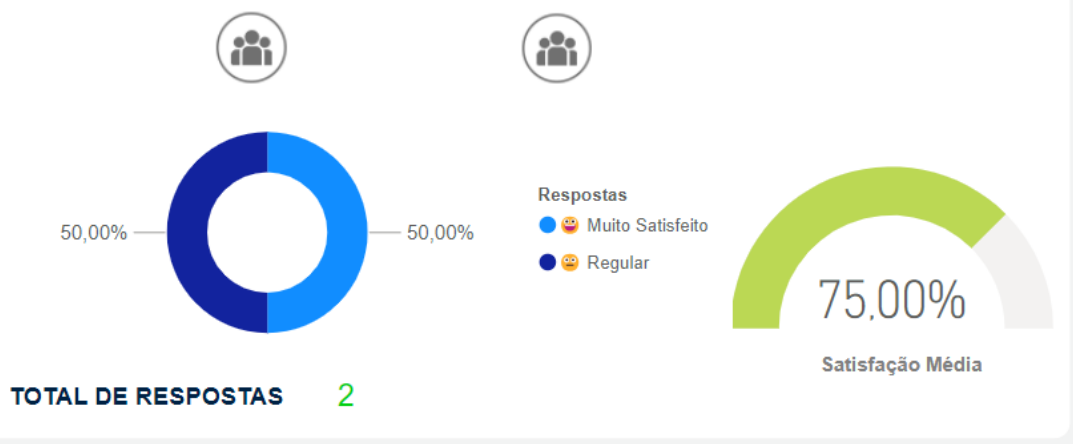 50,00%
50,00%
Respostas
Muito Satisfeito
Regular
75,00%
Satisfação Média
TOTAL DE RESPOSTAS 2